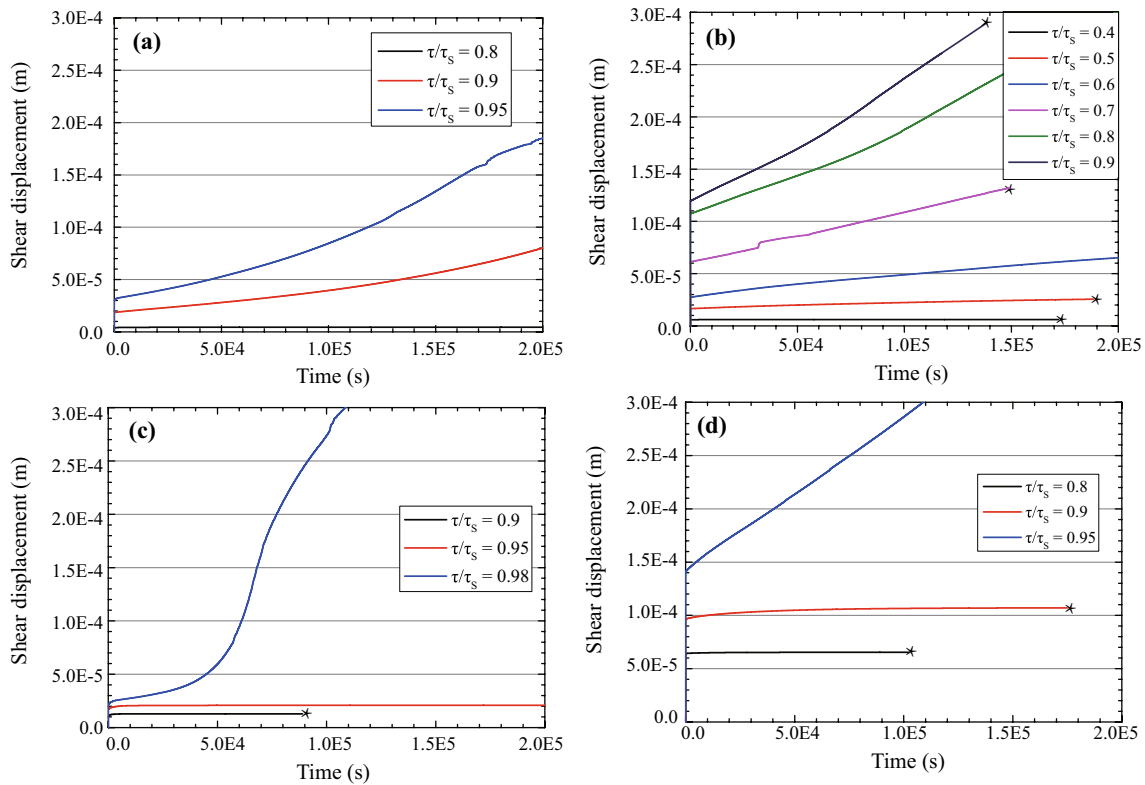 (a)
τ/τS = 0.8
τ/τS = 0.9
τ/τS = 0.95
3.0E-4
2.5E-4
2.0E-4
1.5E-4
1.0E-4
5.0E-5
0.0
Shear displacement (m)
0.0 5.0E4 1.0E5 1.5E5 2.0E5
Time (s)
(b)
τ/τS = 0.4
τ/τS = 0.5
τ/τS = 0.6
τ/τS = 0.7
τ/τS = 0.8
τ/τS = 0.9
3.0E-4
2.5E-4
2.0E-4
1.5E-4
1.0E-4
5.0E-5
0.0
Shear displacement (m)
0.0 5.0E4 1.0E5 1.5E5 2.0E5
Time (s)
(c)
τ/τS = 0.9
τ/τS = 0.95
τ/τS = 0.98
3.0E-4
2.5E-4
2.0E-4
1.5E-4
1.0E-4
5.0E-5
0.0
Shear displacement (m)
0.0 5.0E4 1.0E5 1.5E5 2.0E5
Time (s)
(d)
τ/τS = 0.8
τ/τS = 0.9
τ/τS = 0.95
3.0E-4
2.5E-4
2.0E-4
1.5E-4
1.0E-4
5.0E-5
0.0
Shear displacement (m)
0.0 5.0E4 1.0E5 1.5E5 2.0E5
Time (s)